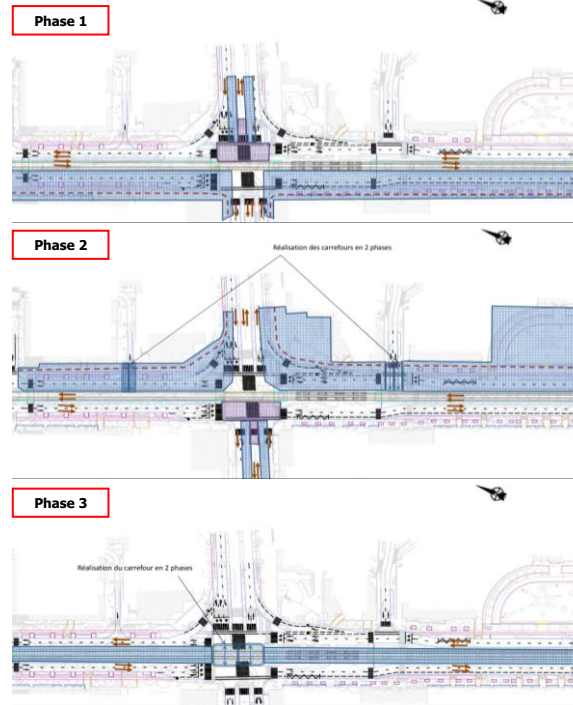 Phase 1
Phase 2
Réalisation des carrefours en 2 phases
Phase 3
Réalisation du carrefour en 2 phases